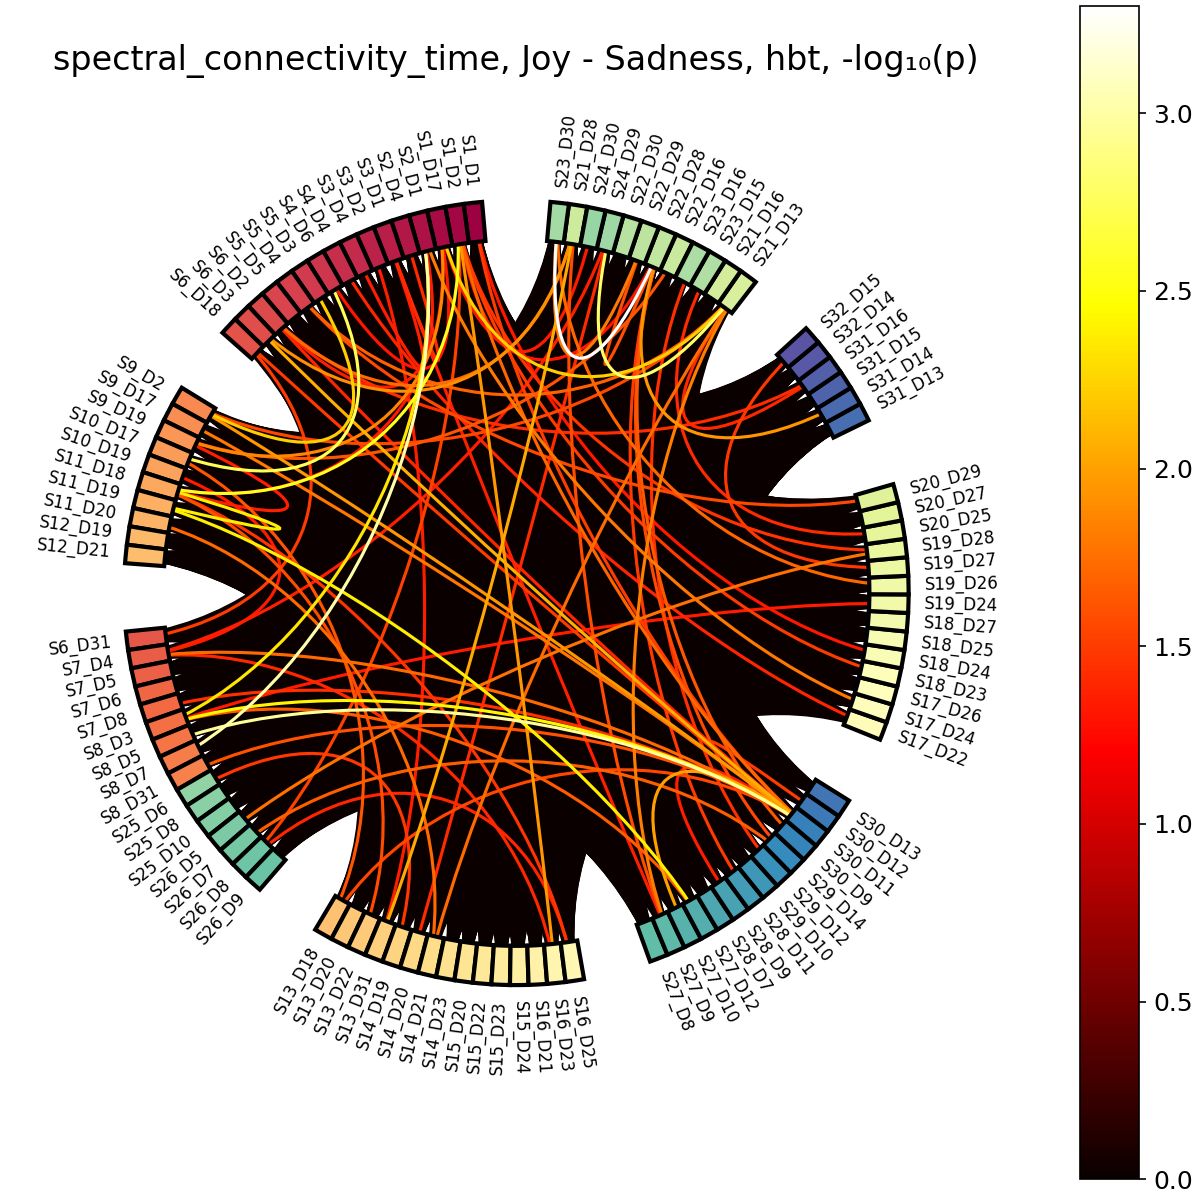 spectral_connectivity_time, Joy - Sadness, hbt, -log₁₀(p)
S1_D1
S1_D2
S1_D17
S2_D1
S2_D4
S3_D1
S3_D2
S3_D4
S4_D4
S4_D6
S5_D3
S5_D4
S5_D5
S6_D2
S6_D3
S6_D18
S9_D2
S9_D17
S9_D19
S10_D17
S10_D19
S11_D18
S11_D19
S11_D20
S12_D19
S12_D21
S6_D31
S7_D4
S7_D5
S7_D6
S7_D8
S8_D3
S8_D5
S8_D7
S8_D31
S25_D6
S25_D8
S25_D10
S26_D5
S26_D7
S26_D8
S26_D9
S13_D18
S13_D20
S13_D22
S13_D31
S14_D19
S14_D20
S14_D21
S14_D23
S15_D20
S15_D22
S15_D23
S15_D24
S16_D21
S16_D23
S16_D25
S27_D8
S27_D9
S27_D10
S27_D12
S28_D7
S28_D9
S28_D11
S29_D10
S29_D12
S29_D14
S30_D9
S30_D11
S30_D12
S30_D13
S17_D22
S17_D24
S17_D26
S18_D23
S18_D24
S18_D25
S18_D27
S19_D24
S19_D26
S19_D27
S19_D28
S20_D25
S20_D27
S20_D29
S31_D13
S31_D14
S31_D15
S31_D16
S32_D14
S32_D15
S21_D13
S21_D16
S23_D15
S23_D16
S22_D16
S22_D28
S22_D29
S22_D30
S24_D29
S24_D30
S21_D28
S23_D30
3.0
2.5
2.0
1.5
1.0
0.5
0.0